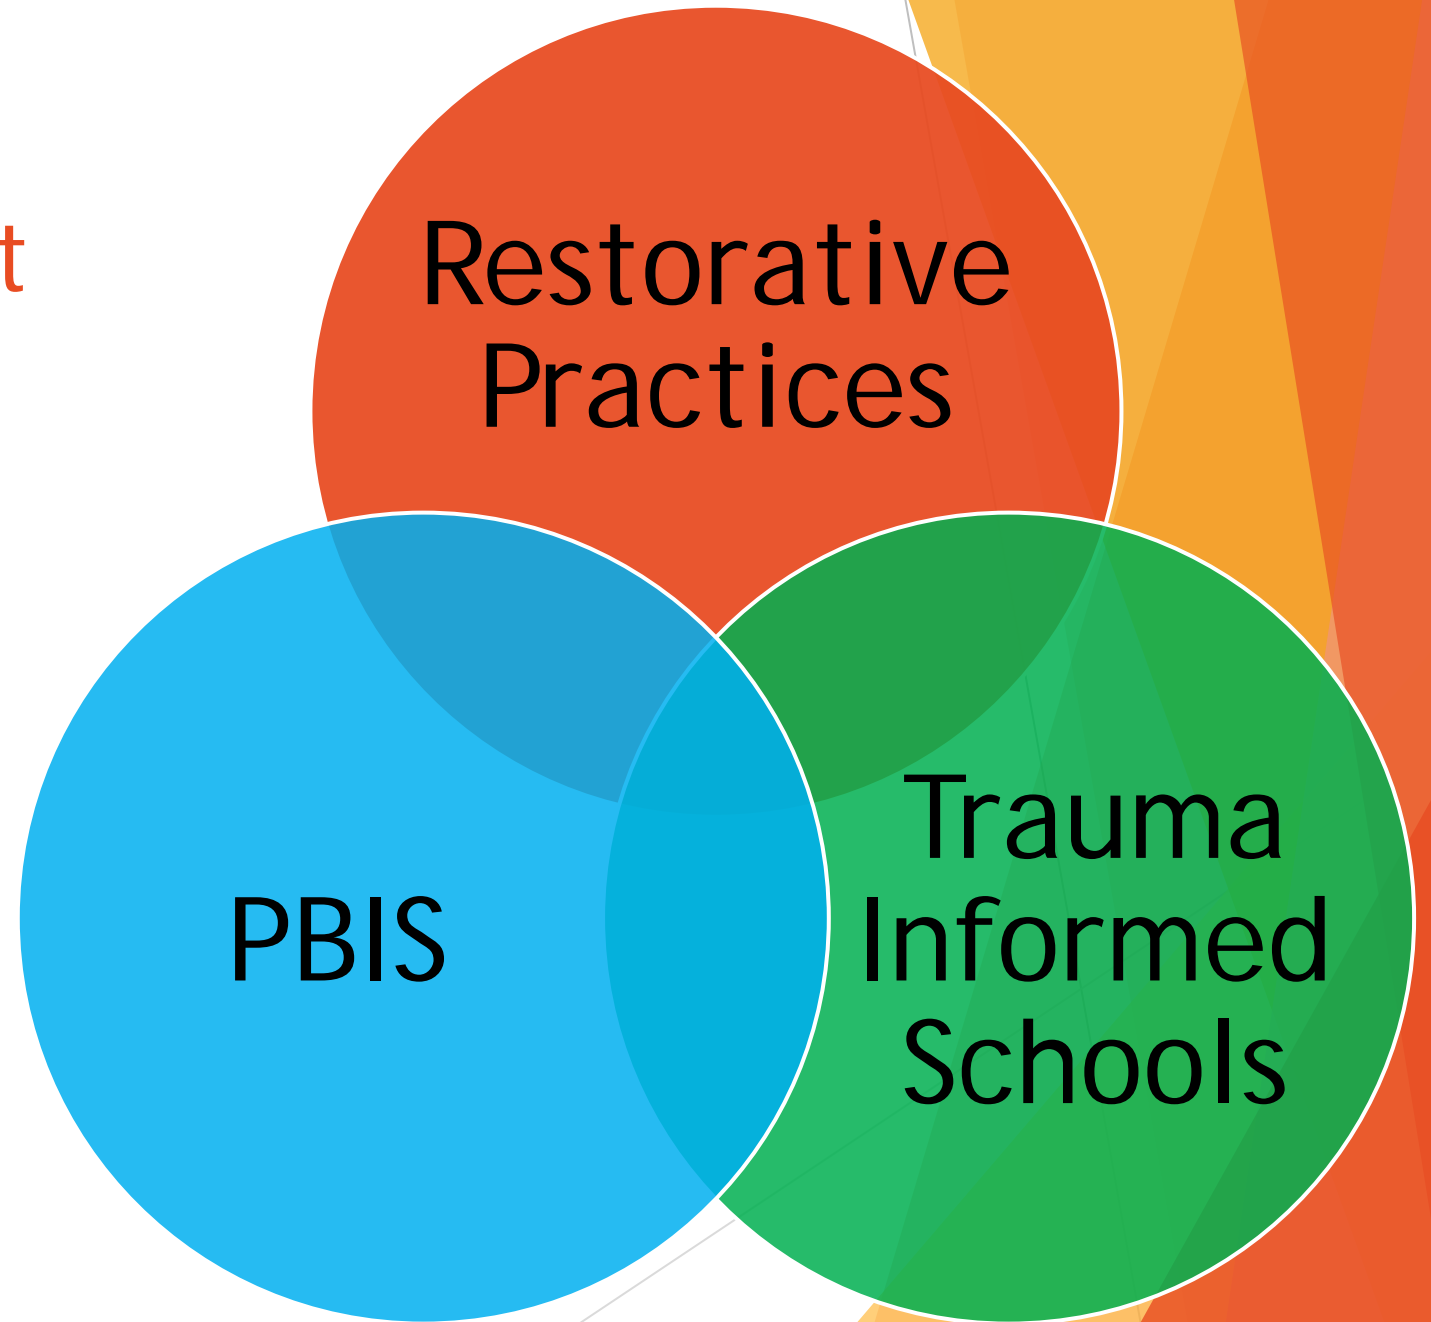 t
Restorative
Practices
PBIS
Trauma
Informed
Schools